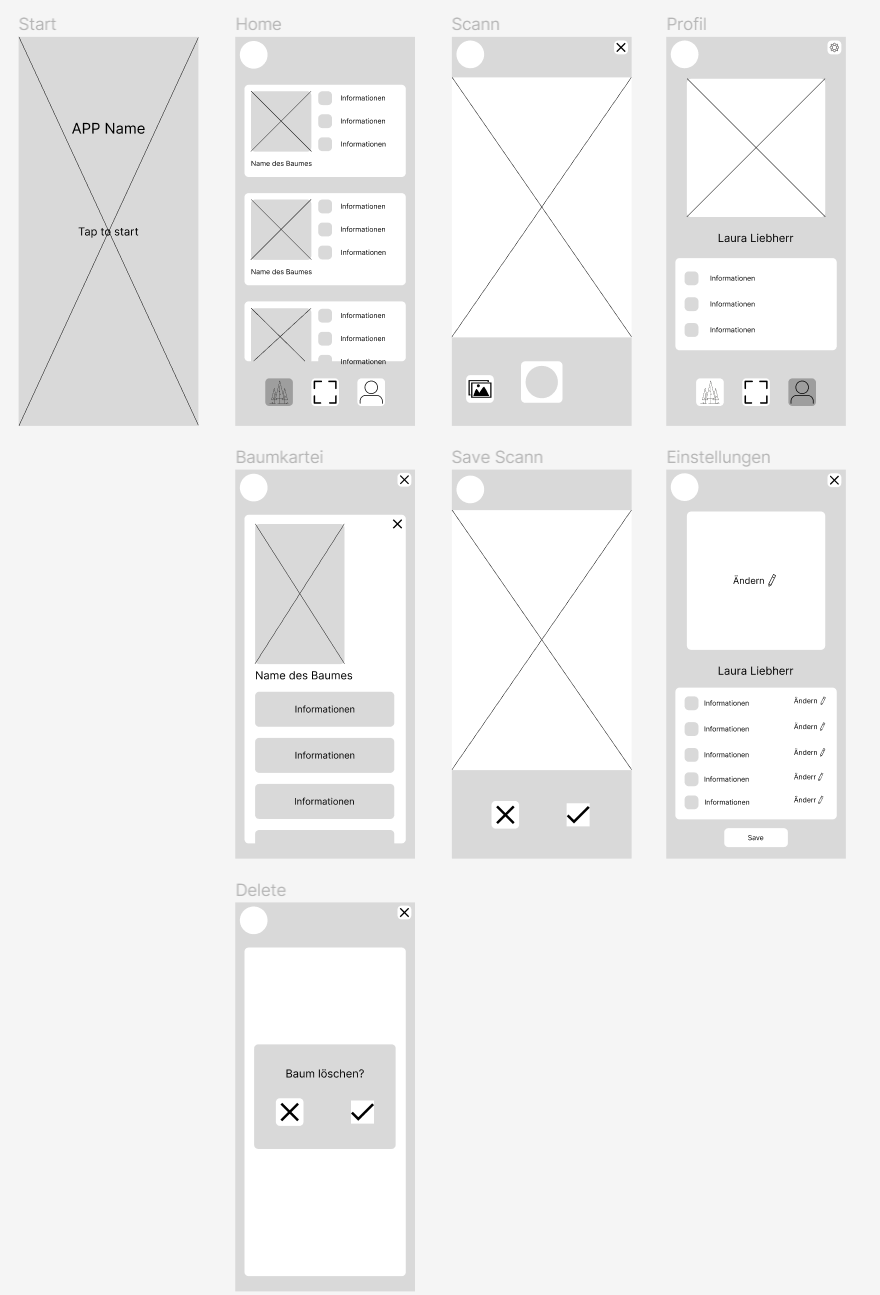 Start
APP Name
Tap to start
Home
Informationen
Informationen
Informationen
Name des Baumes
Informationen
Informationen
Informationen
Name des Baumes
Informationen
Informationen
Informationen
Scann
Profil
Laura Liebherr
Informationen
Informationen
Informationen
Baumkartei
Name des Baumes
Informationen
Informationen
Informationen
Save Scann
Einstellungen
Ändern
Laura Liebherr
Informationen Ändern
Informationen Ändern
Informationen Ändern
Informationen Änderr
Informationen Änderr
Save
Delete
Baum löschen?